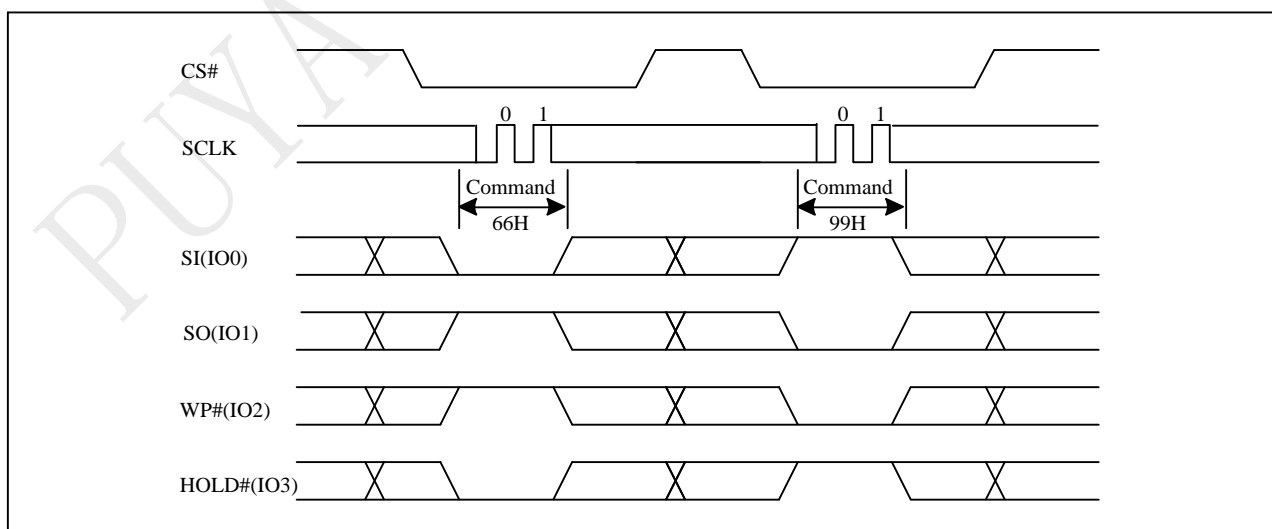 PUYA
CS#
0 1 0 1
SCLK
Command Command
66H 99H
SI(IO0)
SO(IO1)
WP#(IO2)
HOLD#(IO3)